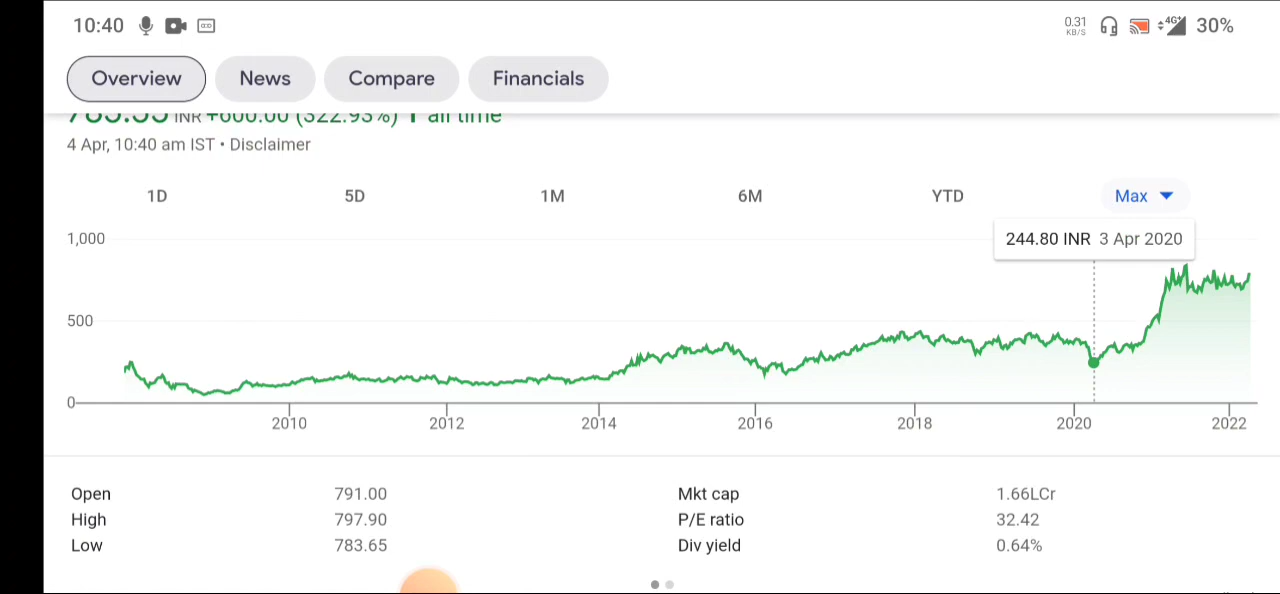 10:40 0.31 KB/S 4G+ 30%
Overview News Compare Financials
INR +600.00 (322.93%) all time
4 Apr, 10:40 am IST • Disclaimer
1D 5D 1M 6M YTD Max
244.80 INR 3 Apr 2020
1,000
500
0
2010 2012 2014 2016 2018 2020 2022
Open 791.00 Mkt cap 1.66LCr
High 797.90 P/E ratio 32.42
Low 783.65 Div yield 0.64%